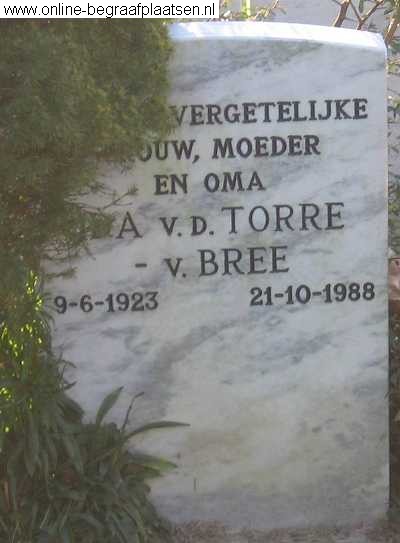 www.online-begraafplaatsen.nl
VERGETELIJKE
OUW, MOEDER
EN OMA
A V.D. TORRE
- V. BREE
9-6-1923 21-10-1988